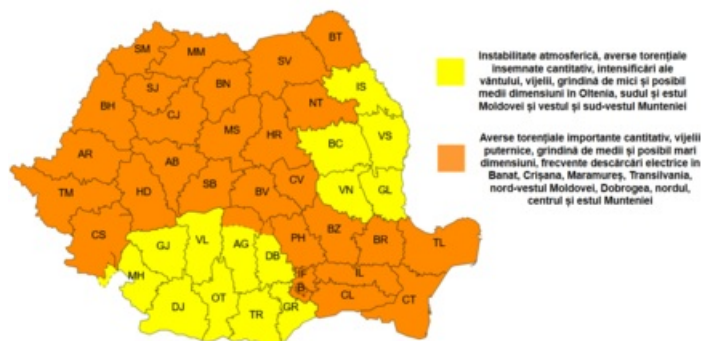 BT
SM
MM
SV
IS
SJ
BN
BH
CJ
NT
MS
HR
BC
VS
AR
AB
TM
HD
SB
BV
CV
VN
GL
CS
VL
GJ
AG
PH
BZ
BR
TL
DB
MH
IF
IL
B
OT
CL
CT
DJ
TR
GR
Instabilitate atmosferică, averse torențiale
însemnate cantitativ, intensificări ale
vântului, vijelii, grindină de mici și posibil
medii dimensiuni în Oltenia, sudul și estul
Moldovei și vestul și sud-vestul Munteniei
Averse torențiale importante cantitativ, vijelii
puternice, grindină de medii și posibil mari
dimensiuni, frecvente descărcări electrice în
Banat, Crișana, Maramureș, Transilvania,
nord-vestul Moldovei, Dobrogea, nordul,
centrul și estul Munteniei